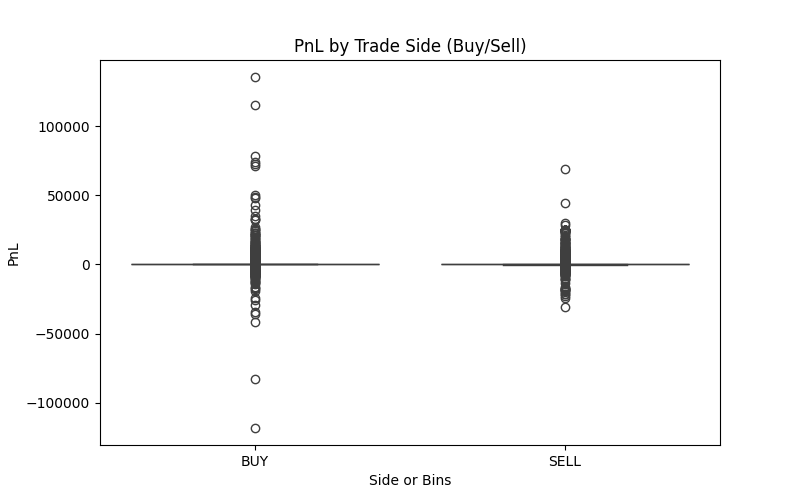 PnL by Trade Side (Buy/Sell)
PnL
100000
50000
0
−50000
−100000
BUY
SELL
Side or Bins